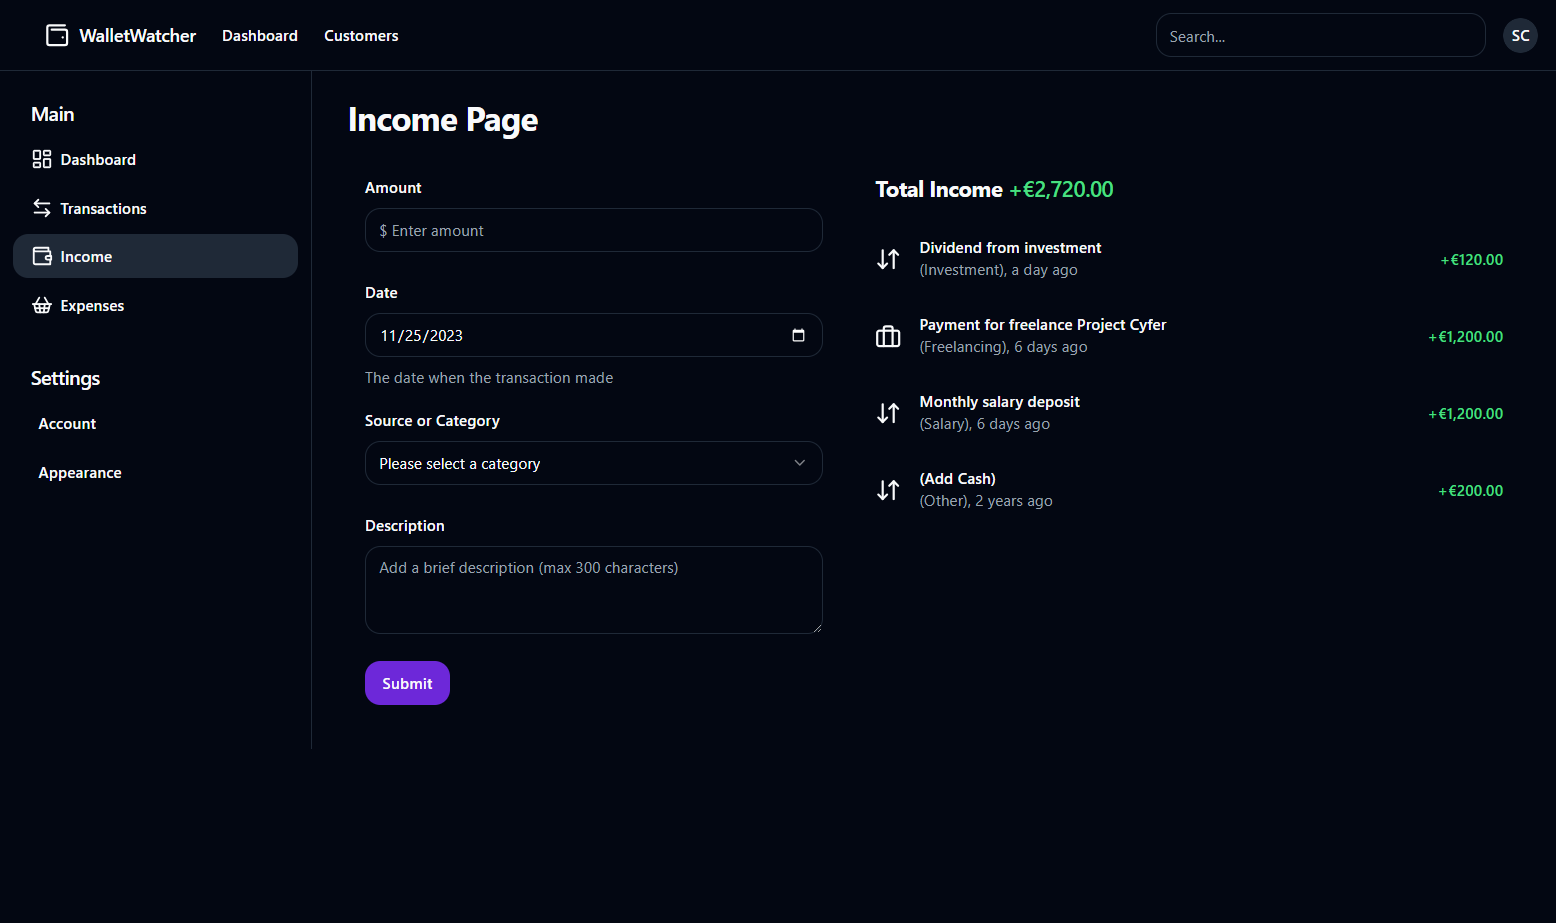 WalletWatcher Dashboard Customers Search... SC
Main
Dashboard
Transactions
Income
Expenses
Settings
Account
Appearance
Income Page
Amount
$ Enter amount
Date
11/25/2023
The date when the transaction made
Source or Category
Please select a category
Description
Add a brief description (max 300 characters)
Submit
Total Income +€2,720.00
Dividend from investment
(Investment), a day ago
+€120.00
Payment for freelance Project Cyfer
(Freelancing), 6 days ago
+€1,200.00
Monthly salary deposit
(Salary), 6 days ago
+€1,200.00
(Add Cash)
(Other), 2 years ago
+€200.00